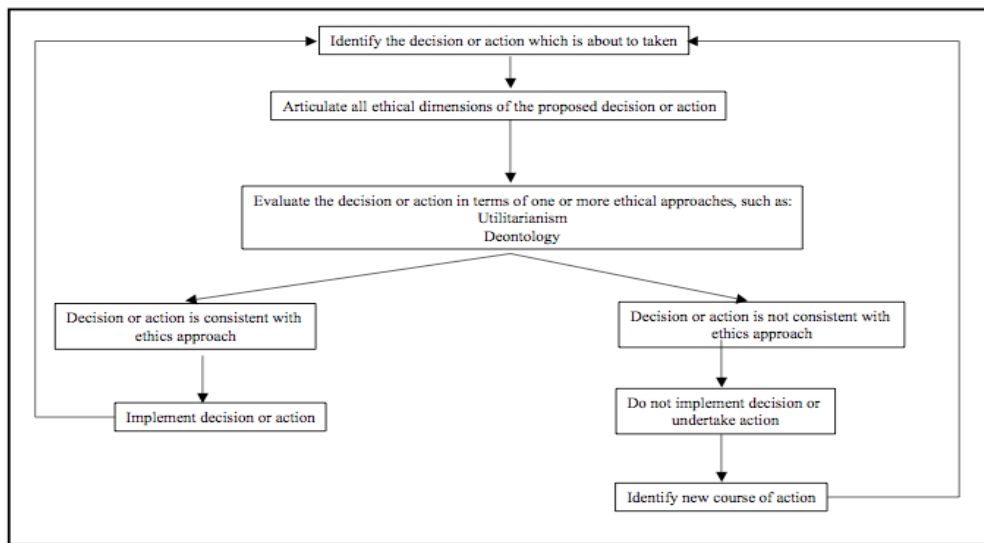 Identify the decision or action which is about to taken
Articulate all ethical dimensions of the proposed decision or action
Evaluate the decision or action in terms of one or more ethical approaches, such as:
Utilitarianism
Deontology
Decision or action is consistent with
ethics approach
Decision or action is not consistent with
ethics approach
Implement decision or action
Do not implement decision or
undertake action
Identify new course of action